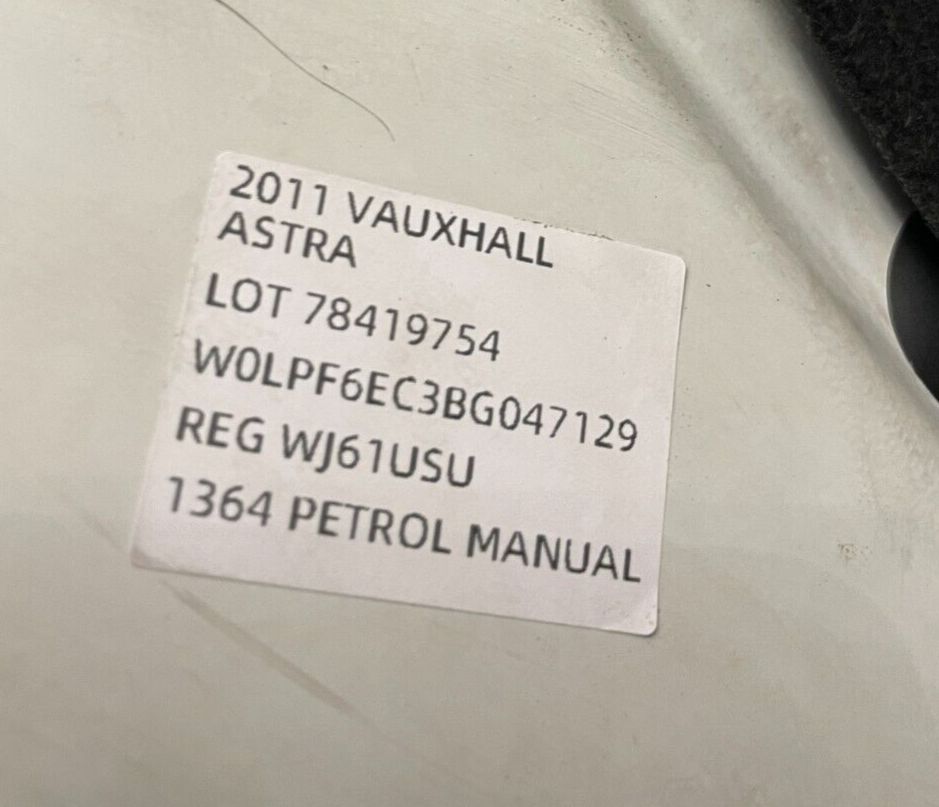 2011 VAUXHALL
ASTRA
LOT 78419754
W0LPF6EC3BG047129
REG WJ61USU
1364 PETROL MANUAL